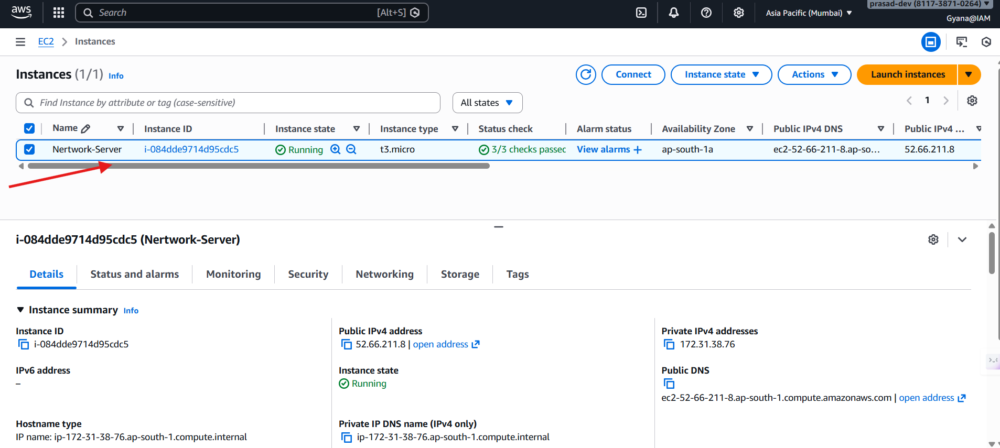 aws
Search [Alt+S]
Asia Pacific (Mumbai)
prasad-dev (8117-3871-0264)
Gyana@IAM
EC2 Instances
Instances (1/1) Info
Connect Instance state Actions Launch instances
Find Instance by attribute or tag (case-sensitive) All states 1
Name Instance ID Instance state Instance type Status check Alarm status Availability Zone Public IPv4 DNS Public IPv4 ...
Nertwork-Server i-084dde9714d95cdc5 Running t3.micro 3/3 checks passec View alarms + ap-south-1a ec2-52-66-211-8.ap-so... 52.66.211.8
i-084dde9714d95cdc5 (Nertwork-Server)
Details Status and alarms Monitoring Security Networking Storage Tags
Instance summary Info
Instance ID
i-084dde9714d95cdc5
Public IPv4 address
52.66.211.8 | open address
Private IPv4 addresses
172.31.38.76
IPv6 address
–
Instance state
Running
Public DNS
ec2-52-66-211-8.ap-south-1.compute.amazonaws.com | open address
Hostname type
IP name: ip-172-31-38-76.ap-south-1.compute.internal
Private IP DNS name (IPv4 only)
ip-172-31-38-76.ap-south-1.compute.internal